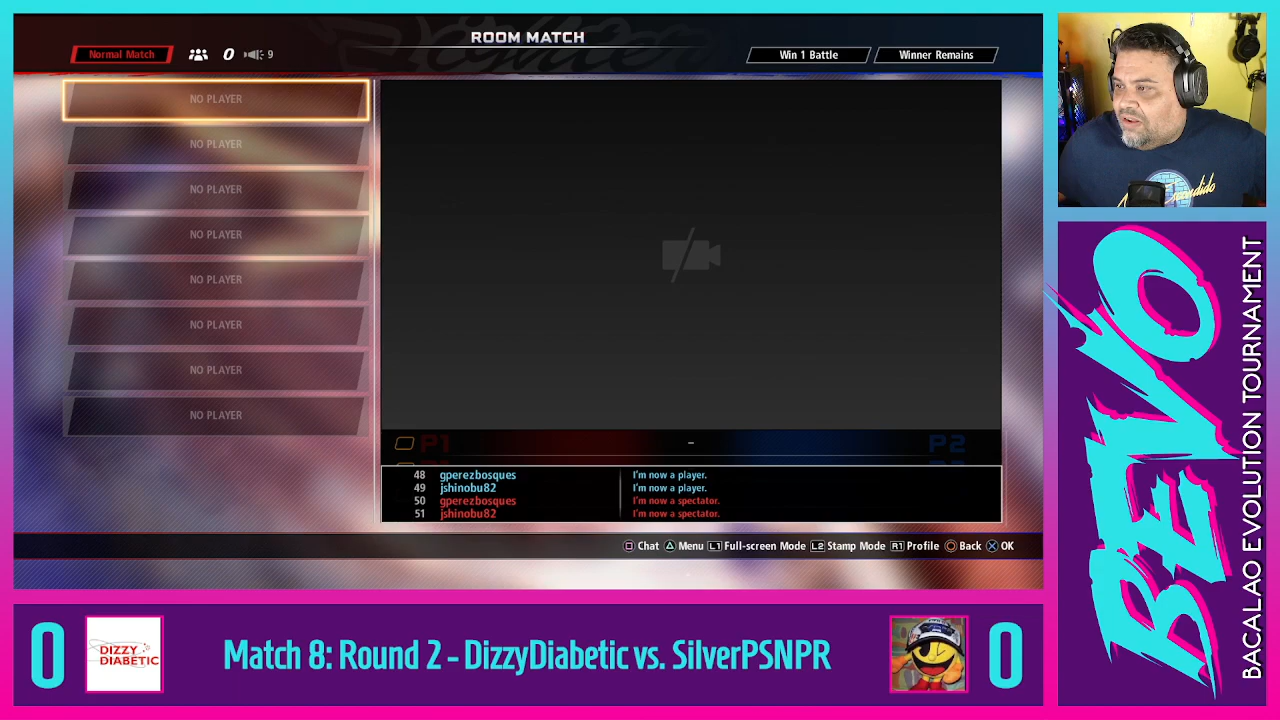 ROOM MATCH
Normal Match 0 9
Win 1 Battle Winner Remains
NO PLAYER
NO PLAYER
NO PLAYER
NO PLAYER
NO PLAYER
NO PLAYER
NO PLAYER
NO PLAYER
P1 – P2
48 gperezbosques I'm now a player.
49 jshinobu82 I'm now a player.
50 gperezbosques I'm now a spectator.
51 jshinobu82 I'm now a spectator.
Chat Menu L1 Full-screen Mode L2 Stamp Mode R1 Profile Back OK
0 DIZZY DIABETIC Match 8: Round 2 - DizzyDiabetic vs. SilverPSNPR 0
BEVO
BACALAO EVOLUTION TOURNAMENT